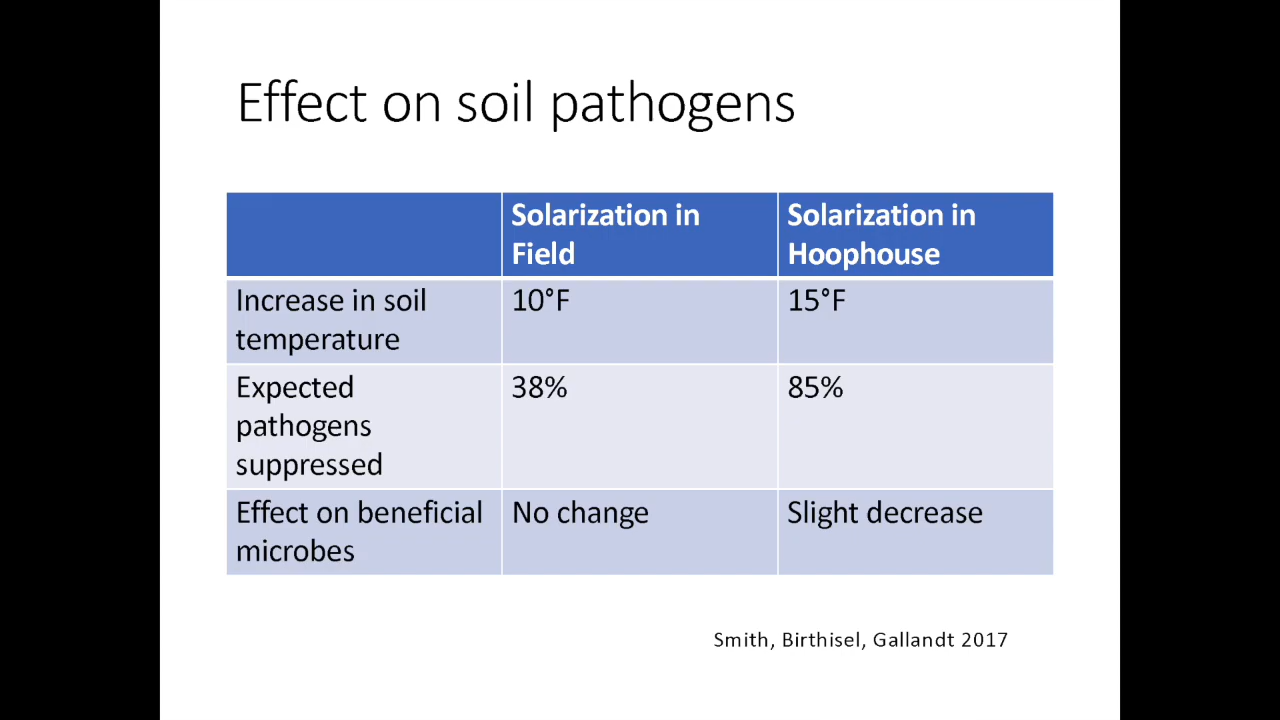 Effect on soil pathogens
Solarization in
Field
Solarization in
Hoophouse
Increase in soil
temperature
10°F
15°F
Expected
pathogens
suppressed
38%
85%
Effect on beneficial
microbes
No change
Slight decrease
Smith, Birthisel, Gallandt 2017